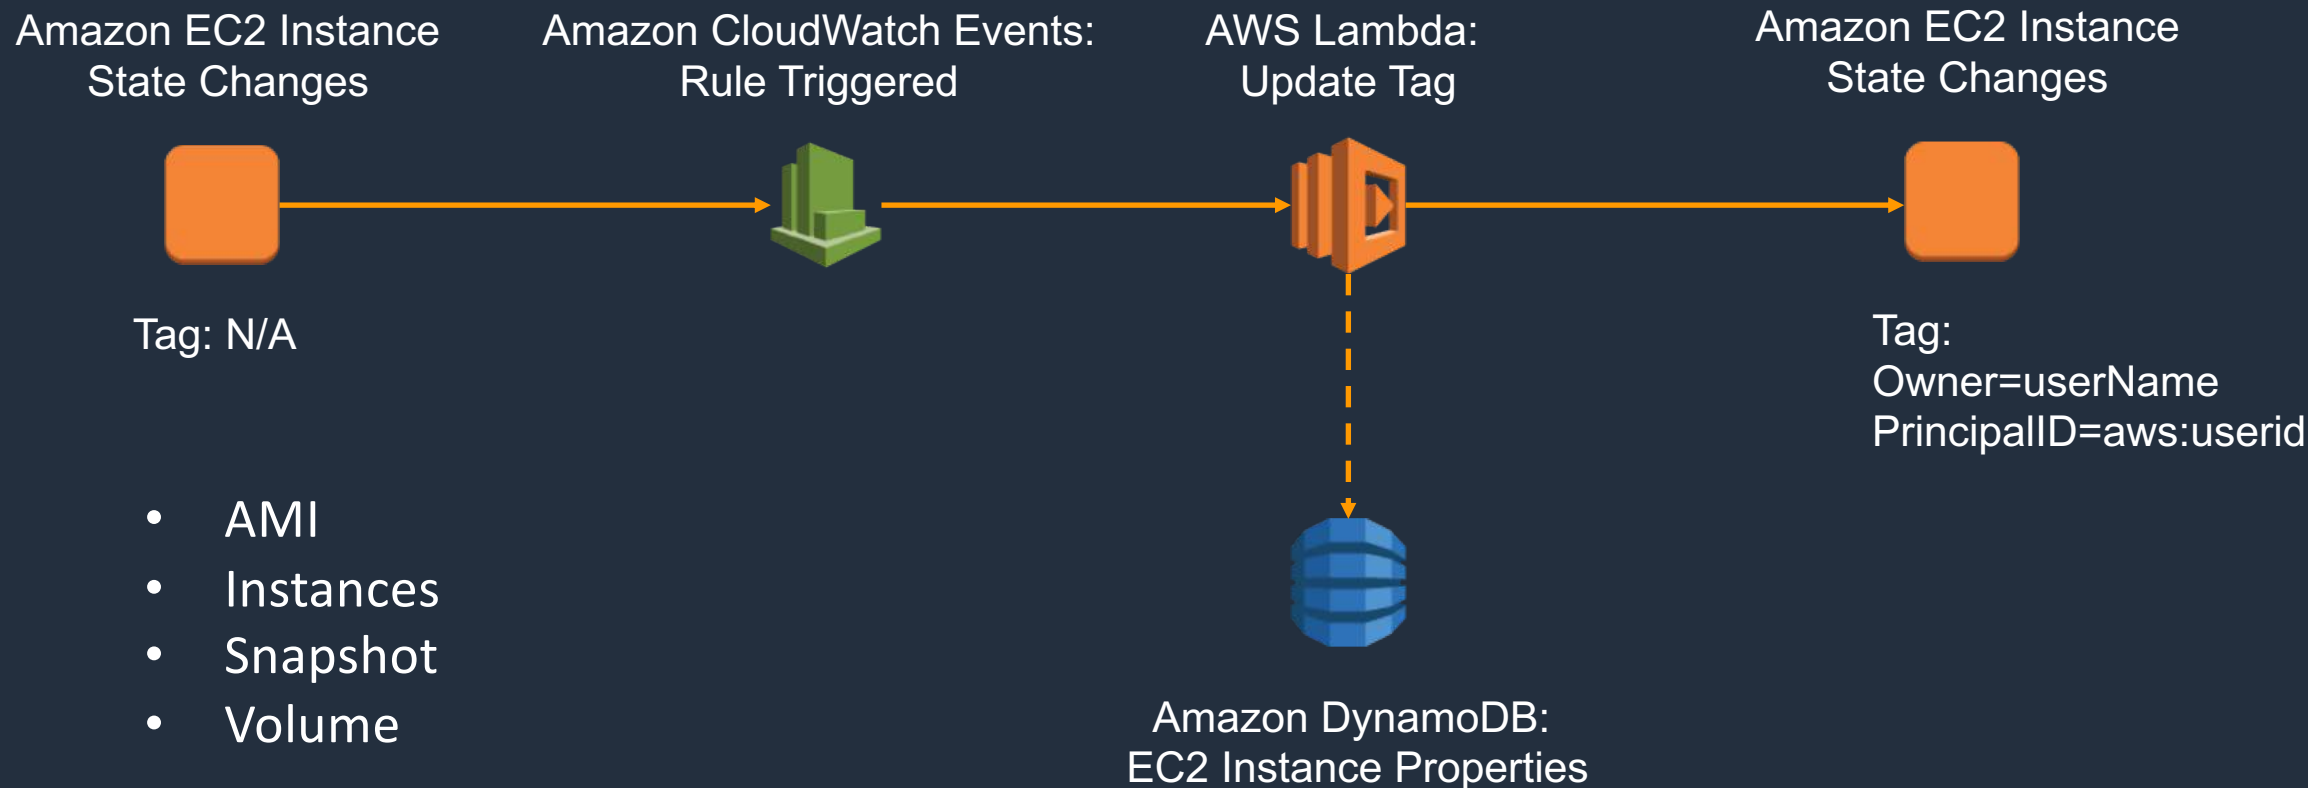 Amazon EC2 Instance
State Changes
Amazon CloudWatch Events:
Rule Triggered
AWS Lambda:
Update Tag
Amazon EC2 Instance
State Changes
Tag: N/A
Tag:
Owner=userName
PrincipalID=aws:userid
• AMI
• Instances
• Snapshot
• Volume
Amazon DynamoDB:
EC2 Instance Properties